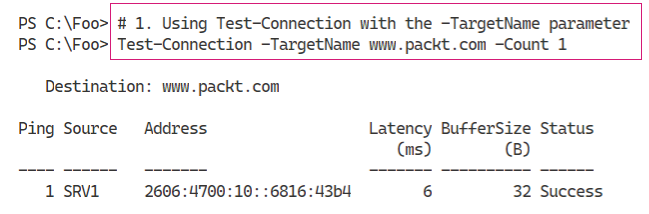 PS C:\Foo> # 1. Using Test-Connection with the -TargetName parameter
PS C:\Foo> Test-Connection -TargetName www.packt.com -Count 1
Destination: www.packt.com
Ping Source Address Latency BufferSize Status
(ms) (B)
---- ------ ------- ------- ---------- ------
1 SRV1 2606:4700:10::6816:43b4 6 32 Success